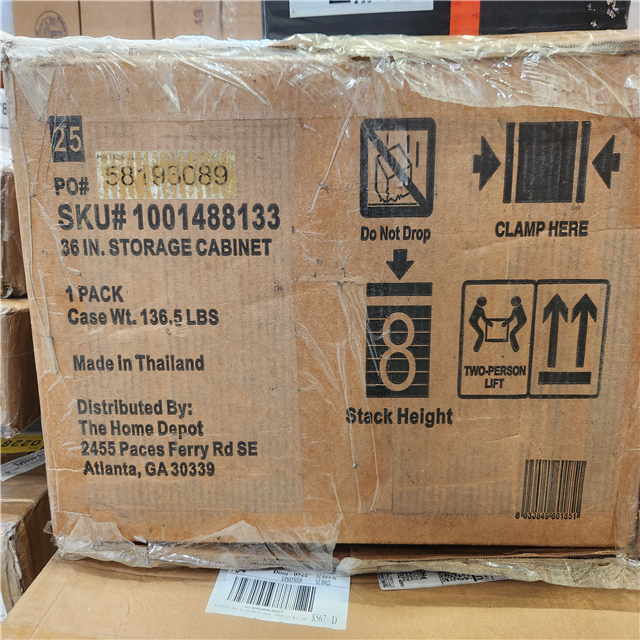 25
PO# 58193089
SKU# 1001488133
36 IN. STORAGE CABINET
1 PACK
Case Wt. 136.5 LBS
Made in Thailand
Distributed By:
The Home Depot
2455 Paces Ferry Rd SE
Atlanta, GA 30339
Do Not Drop
CLAMP HERE
8
Stack Height
TWO-PERSON
LIFT
8567 D